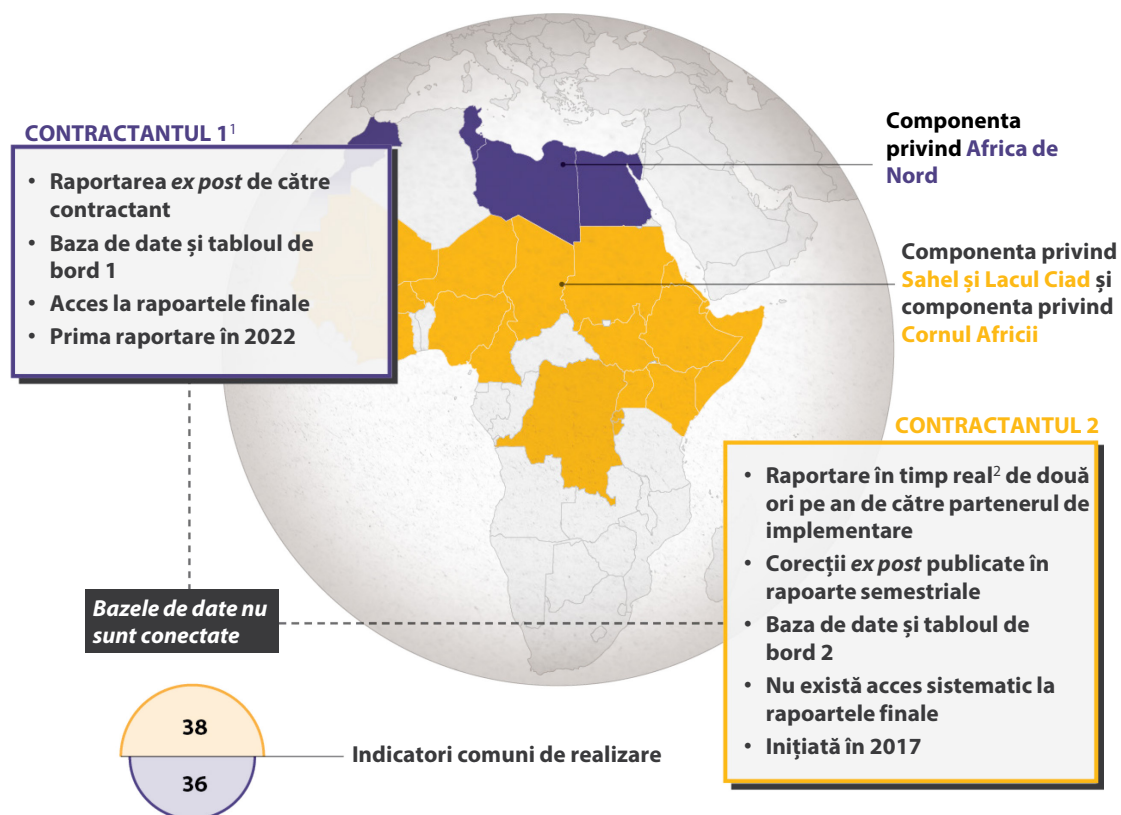 CONTRACTANTUL 1¹
• Raportarea ex post de către
contractant
• Baza de date și tabloul de
bord 1
• Acces la rapoartele finale
• Prima raportare în 2022
Componenta
privind Africa de
Nord
Componenta privind
Sahel și Lacul Ciad și
componenta privind
Cornul Africii
CONTRACTANTUL 2
• Raportare în timp real² de două
ori pe an de către partenerul de
implementare
• Corecții ex post publicate în
rapoarte semestriale
• Baza de date și tabloul de
bord 2
• Nu există acces sistematic la
rapoartele finale
• Inițiată în 2017
Bazele de date nu
sunt conectate
38
36
Indicatori comuni de realizare